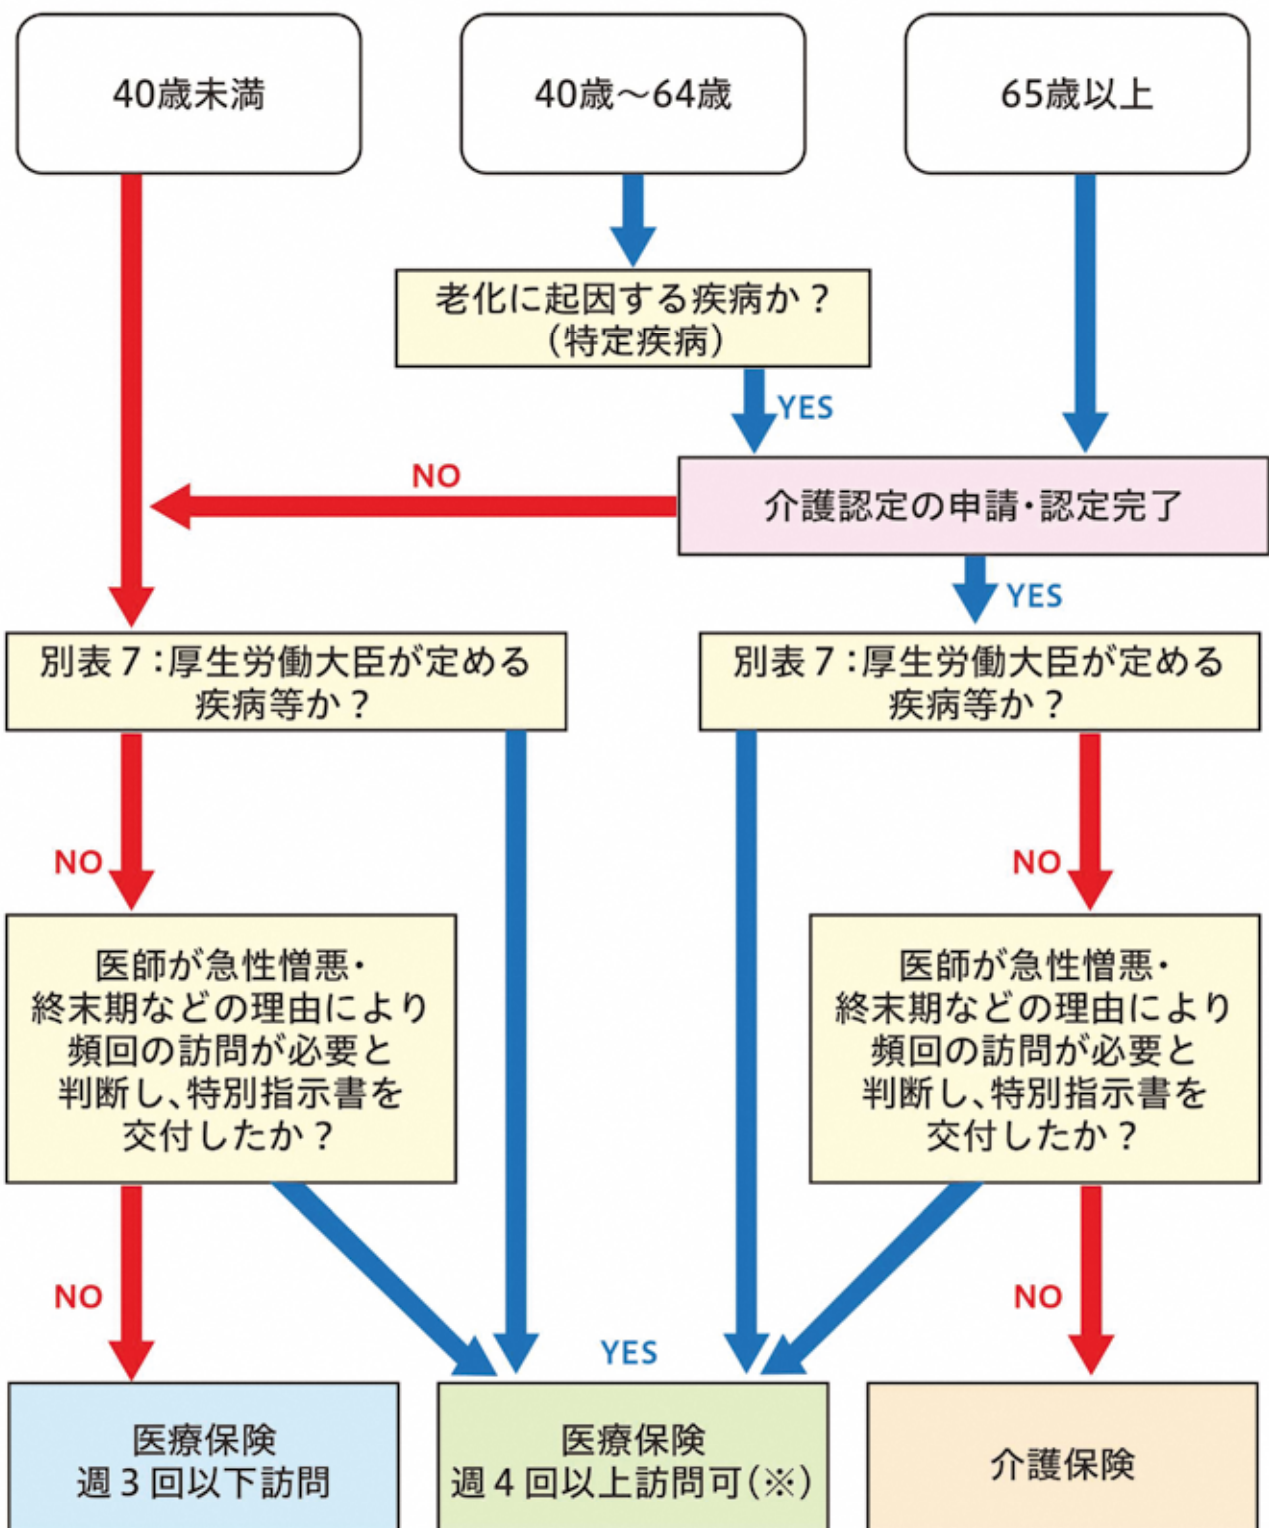 40歳未満
40歳～64歳
65歳以上
老化に起因する疾病か？
（特定疾病）
YES
NO
介護認定の申請・認定完了
YES
別表７：厚生労働大臣が定める
疾病等か？
別表７：厚生労働大臣が定める
疾病等か？
NO
NO
医師が急性憎悪・
終末期などの理由により
頻回の訪問が必要と
判断し、特別指示書を
交付したか？
医師が急性憎悪・
終末期などの理由により
頻回の訪問が必要と
判断し、特別指示書を
交付したか？
NO
YES
NO
医療保険
週３回以下訪問
医療保険
週４回以上訪問可（※）
介護保険